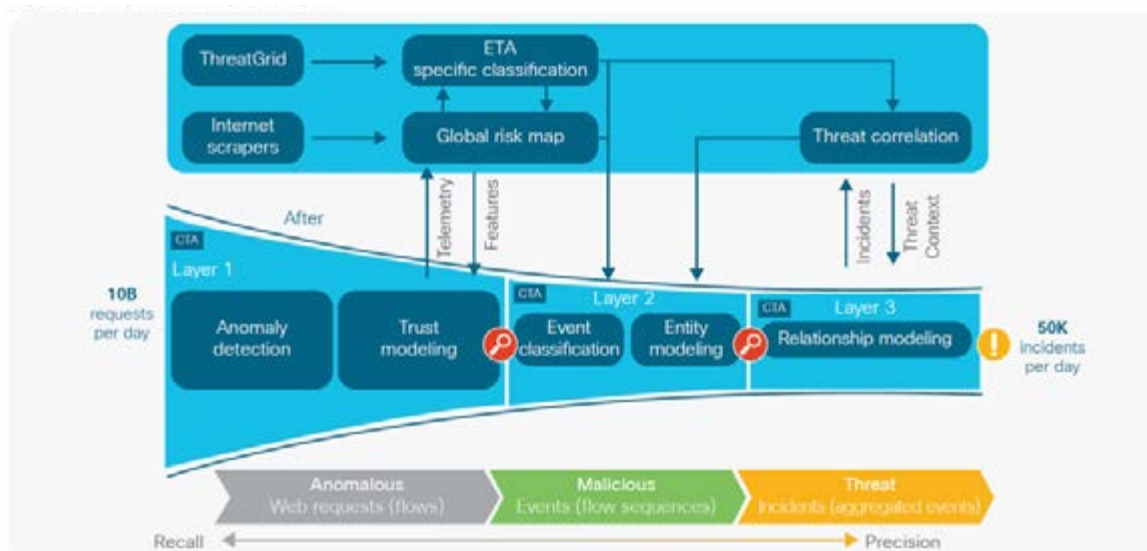 ThreatGrid
ETA
specific classification
Internet
scrapers
Global risk map
Threat correlation
After
Telemetry
Features
Incidents
Threat
Context
CTA
Layer 1
CTA
Layer 2
CTA
Layer 3
10B
requests
per day
Anomaly
detection
Trust
modeling
Event
classification
Entity
modeling
Relationship modeling
50K
incidents
per day
Anomalous
Web requests (flows)
Malicious
Events (flow sequences)
Threat
Incidents (aggregated events)
Recall
Precision